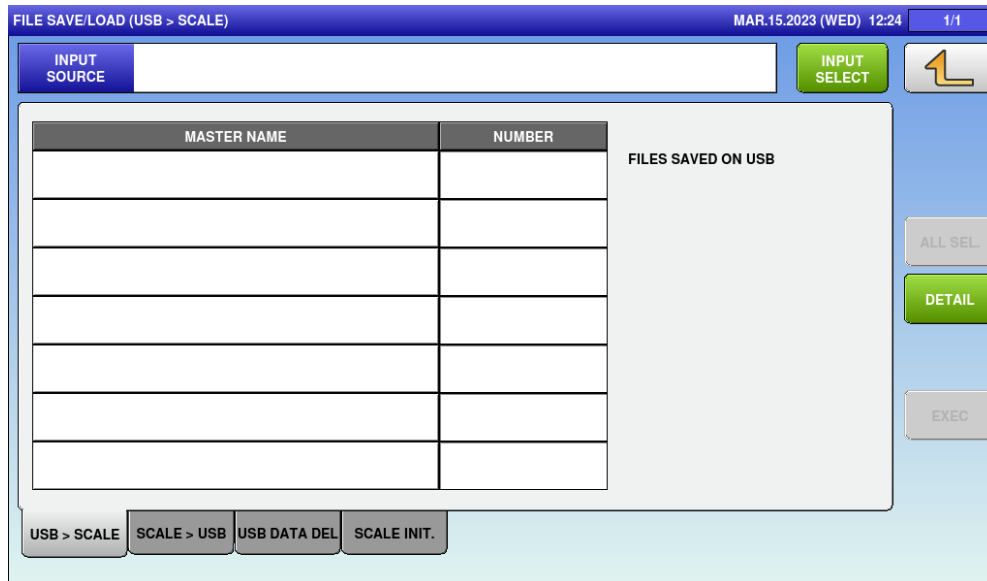 FILE SAVE/LOAD (USB > SCALE)
MAR.15.2023 (WED) 12:24
1/1
INPUT
SOURCE
INPUT
SELECT
MASTER NAME
NUMBER
FILES SAVED ON USB
ALL SEL.
DETAIL
EXEC
USB > SCALE
SCALE > USB
USB DATA DEL
SCALE INIT.